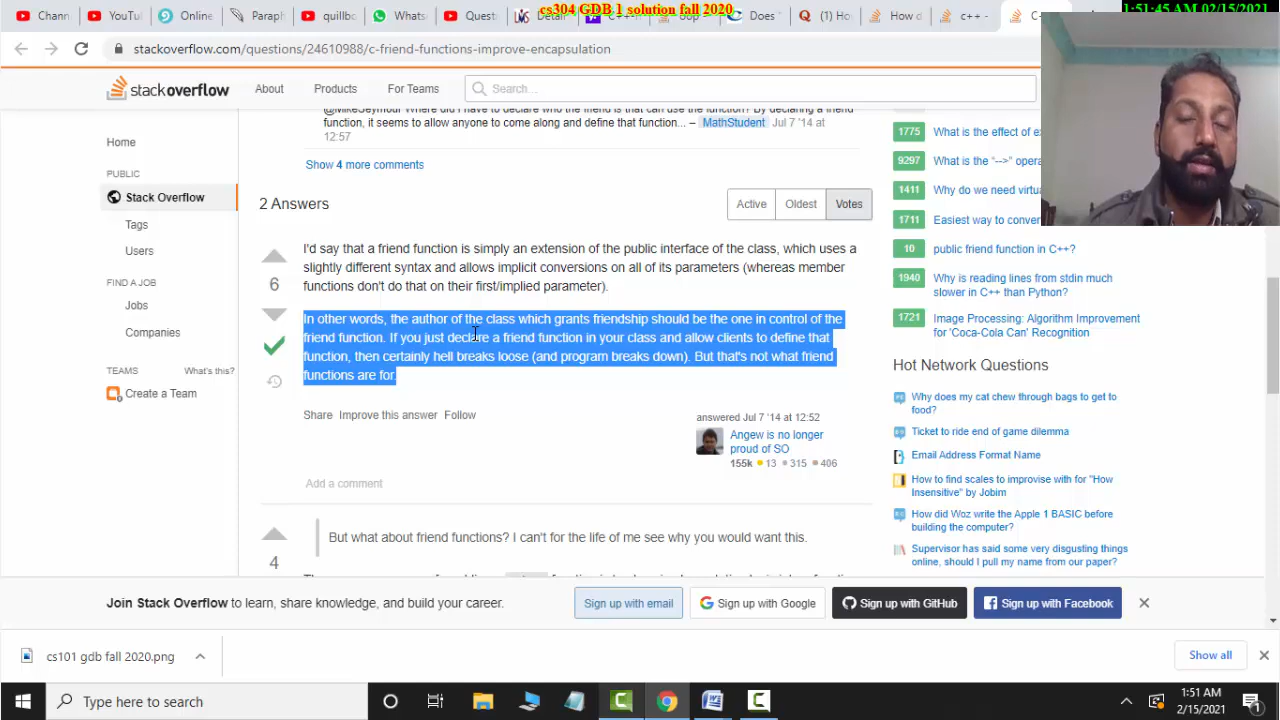 cs304 GDB 1 solution fall 2020
1:51:45 AM 02/15/2021
YouTul
Online
Paraph
Whats
Quest
Detai
Does
(1) Ho
How d
c++ -
stackoverflow.com/questions/24610988/c-friend-functions-improve-encapsulation
stackoverflow
About
Products
For Teams
Search...
@MikeSeymour Where did I have to declare who the friend is that can use the function? By declaring a friend
function, it seems to allow anyone to come along and define that function... – MathStudent Jul 7 '14 at
12:57
Show 4 more comments
Home
PUBLIC
Stack Overflow
Tags
Users
FIND A JOB
Jobs
Companies
TEAMS
What's this?
Create a Team
2 Answers
Active
Oldest
Votes
6
I'd say that a friend function is simply an extension of the public interface of the class, which uses a
slightly different syntax and allows implicit conversions on all of its parameters (whereas member
functions don't do that on their first/implied parameter).
In other words, the author of the class which grants friendship should be the one in control of the
friend function. If you just declare a friend function in your class and allow clients to define that
function, then certainly hell breaks loose (and program breaks down). But that's not what friend
functions are for.
Share Improve this answer Follow
answered Jul 7 '14 at 12:52
Angew is no longer
proud of SO
155k 13 315 406
Add a comment
4
But what about friend functions? I can't for the life of me see why you would want this.
1775 What is the effect of ex
9297 What is the "-->" opera
1411 Why do we need virtua
1711 Easiest way to conver
10 public friend function in C++?
1940 Why is reading lines from stdin much
slower in C++ than Python?
1721 Image Processing: Algorithm Improvement
for 'Coca-Cola Can' Recognition
Hot Network Questions
Why does my cat chew through bags to get to
food?
Ticket to ride end of game dilemma
Email Address Format Name
How to find scales to improvise with for "How
Insensitive" by Jobim
How did Woz write the Apple 1 BASIC before
building the computer?
Supervisor has said some very disgusting things
online, should I pull my name from our paper?
Join Stack Overflow to learn, share knowledge, and build your career.
Sign up with email
Sign up with Google
Sign up with GitHub
Sign up with Facebook
cs101 gdb fall 2020.png
Show all
Type here to search
1:51 AM
2/15/2021